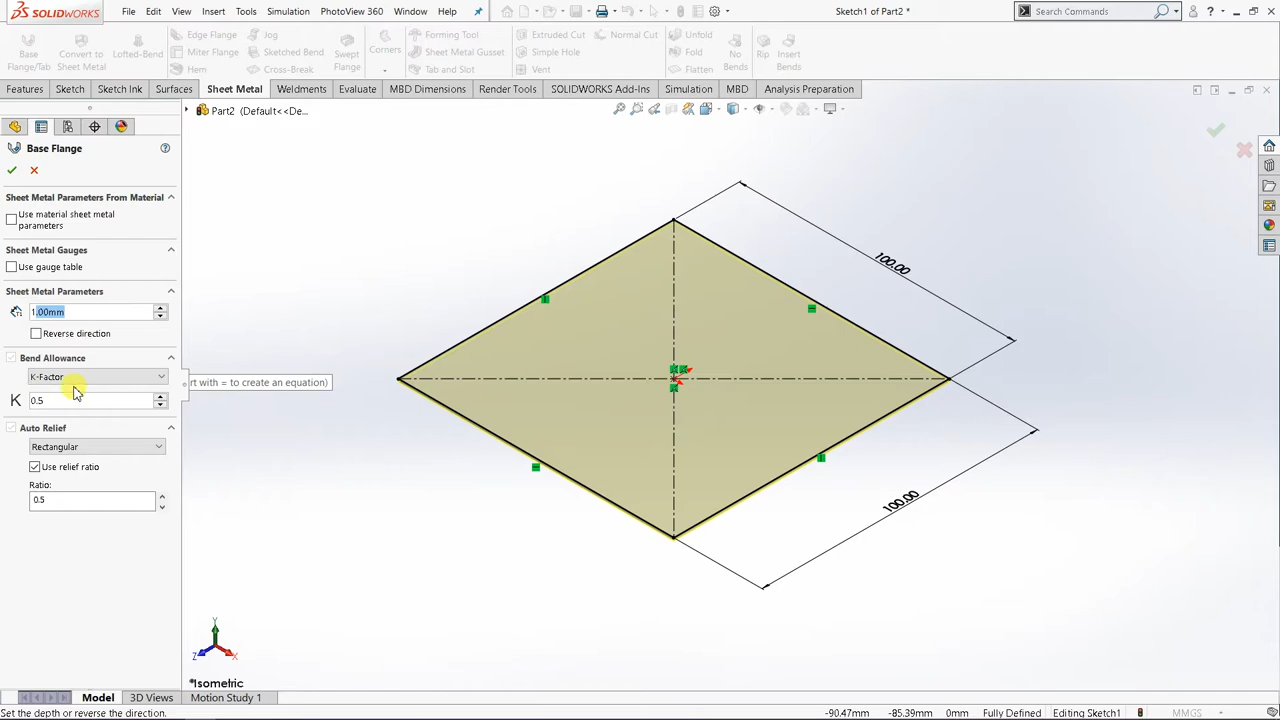 SOLIDWORKS File Edit View Insert Tools Simulation PhotoView 360 Window Help Sketch1 of Part2 * Search Commands
Base Flange/Tab
Convert to Sheet Metal
Lofted-Bend
Edge Flange
Miter Flange
Hem
Jog
Sketched Bend
Cross-Break
Swept Flange
Corners
Forming Tool
Sheet Metal Gusset
Tab and Slot
Extruded Cut
Simple Hole
Vent
Normal Cut
Unfold
Fold
Flatten
No Bends
Rip
Insert Bends
Features Sketch Sketch Ink Surfaces Sheet Metal Weldments Evaluate MBD Dimensions Render Tools SOLIDWORKS Add-Ins Simulation MBD Analysis Preparation
Part2 (Default<<De...
Base Flange
Sheet Metal Parameters From Material
Use material sheet metal
parameters
Sheet Metal Gauges
Use gauge table
Sheet Metal Parameters
1.00mm
Reverse direction
Bend Allowance
K-Factor
rt with = to create an equation)
K 0.5
Auto Relief
Rectangular
Use relief ratio
Ratio:
0.5
100.00
100.00
Y
Z X
*Isometric
Model 3D Views Motion Study 1
Set the depth or reverse the direction. -90.47mm -85.39mm 0mm Fully Defined Editing Sketch1 MMGS